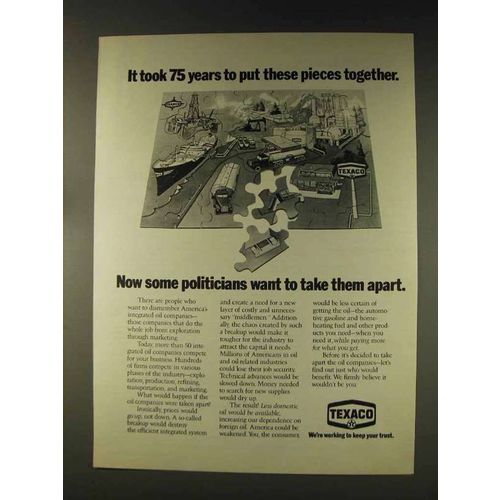 It took 75 years to put these pieces together.
TEXACO
TEXACO
Now some politicians want to take them apart.
There are people who
want to dismember America's
integrated oil companies—
those companies that do the
whole job from exploration
through marketing.
Today, more than 50 inte-
grated oil companies compete
for your business. Hundreds
of firms compete in various
phases of the industry—explo-
ration, production, refining,
transportation, and marketing.
What would happen if the
oil companies were taken apart?
Ironically, prices would
go up, not down. A so-called
breakup would destroy
the efficient integrated system
and create a need for a new
layer of costly and unneces-
sary "middlemen." Addition-
ally, the chaos created by such
a breakup would make it
tougher for the industry to
attract the capital it needs.
Millions of Americans in oil
and oil related industries
could lose their job security.
Technical advances would be
slowed down. Money needed
to search for new supplies
would dry up.
The result? Less domestic
oil would be available,
increasing our dependence on
foreign oil. America could be
weakened. You, the consumer,
would be less certain of
getting the oil—the automo-
tive gasoline and home-
heating fuel and other prod-
ucts you need—when you
need it, while paying more
for what you get.
Before it's decided to take
apart the oil companies—let's
find out just who would
benefit. We firmly believe it
wouldn't be you.
TEXACO
We're working to keep your trust.